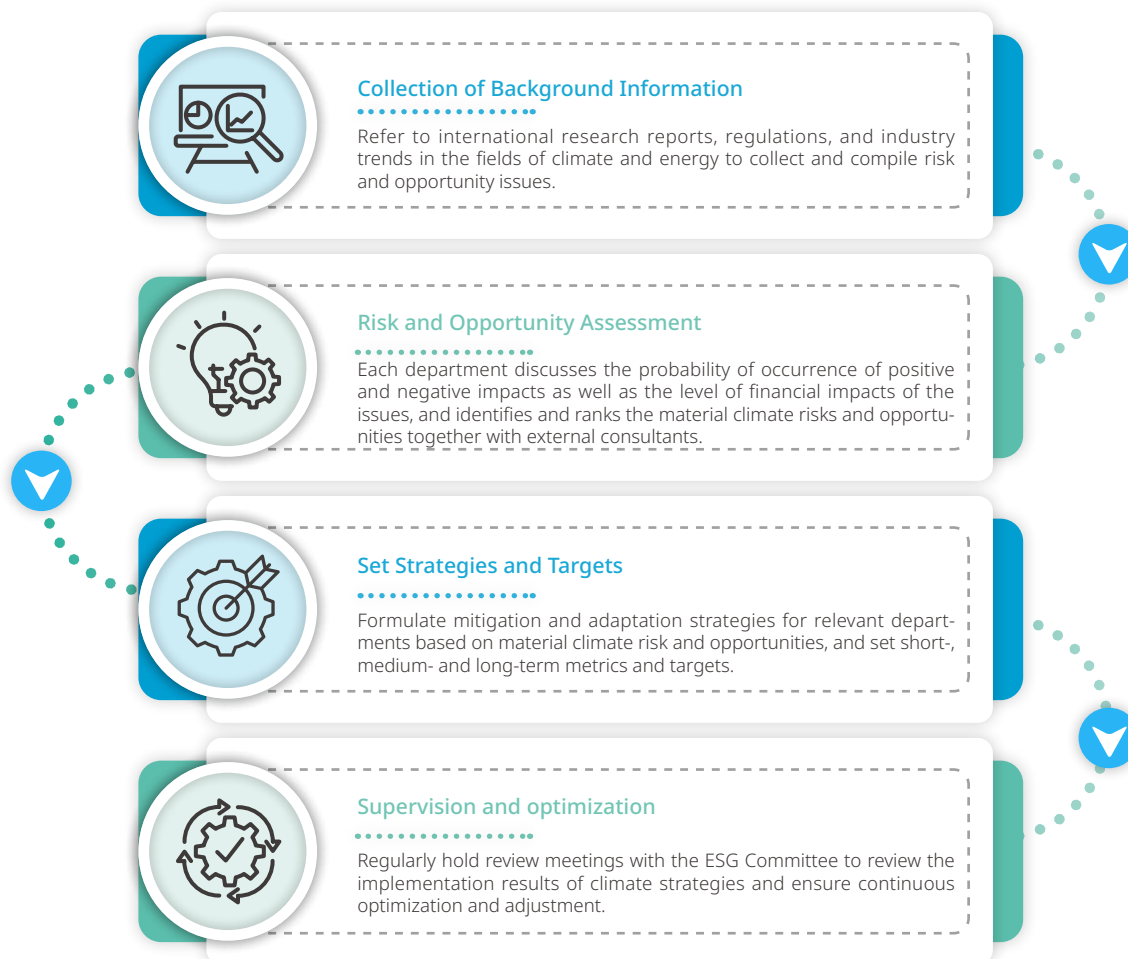 Collection of Background Information
Refer to international research reports, regulations, and industry
trends in the fields of climate and energy to collect and compile risk
and opportunity issues.
Risk and Opportunity Assessment
Each department discusses the probability of occurrence of positive
and negative impacts as well as the level of financial impacts of the
issues, and identifies and ranks the material climate risks and opportu-
nities together with external consultants.
Set Strategies and Targets
Formulate mitigation and adaptation strategies for relevant depart-
ments based on material climate risk and opportunities, and set short-,
medium- and long-term metrics and targets.
Supervision and optimization
Regularly hold review meetings with the ESG Committee to review the
implementation results of climate strategies and ensure continuous
optimization and adjustment.